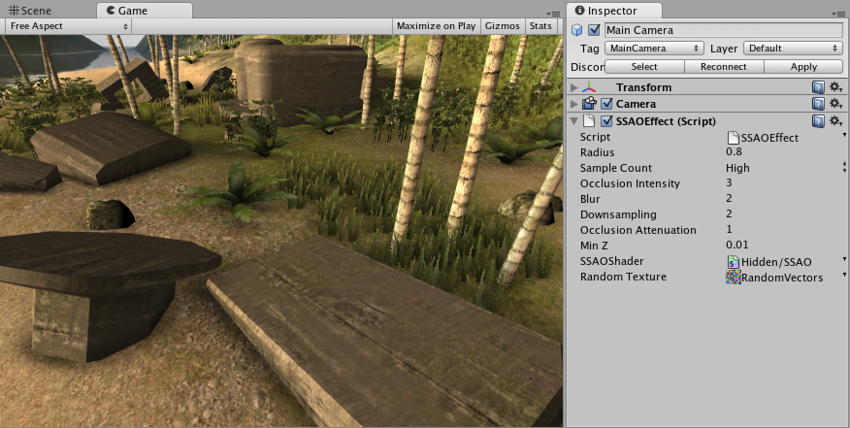 Scene
Game
Free Aspect
Maximize on Play
Gizmos
Stats
Inspector
Main Camera
Tag MainCamera Layer Default
Discor Select Reconnect Apply
Transform
Camera
SSAOEffect (Script)
Script SSAOEffect
Radius 0.8
Sample Count High
Occlusion Intensity 3
Blur 2
Downsampling 2
Occlusion Attenuation 1
Min Z 0.01
SSAOShader Hidden/SSAO
Random Texture RandomVectors